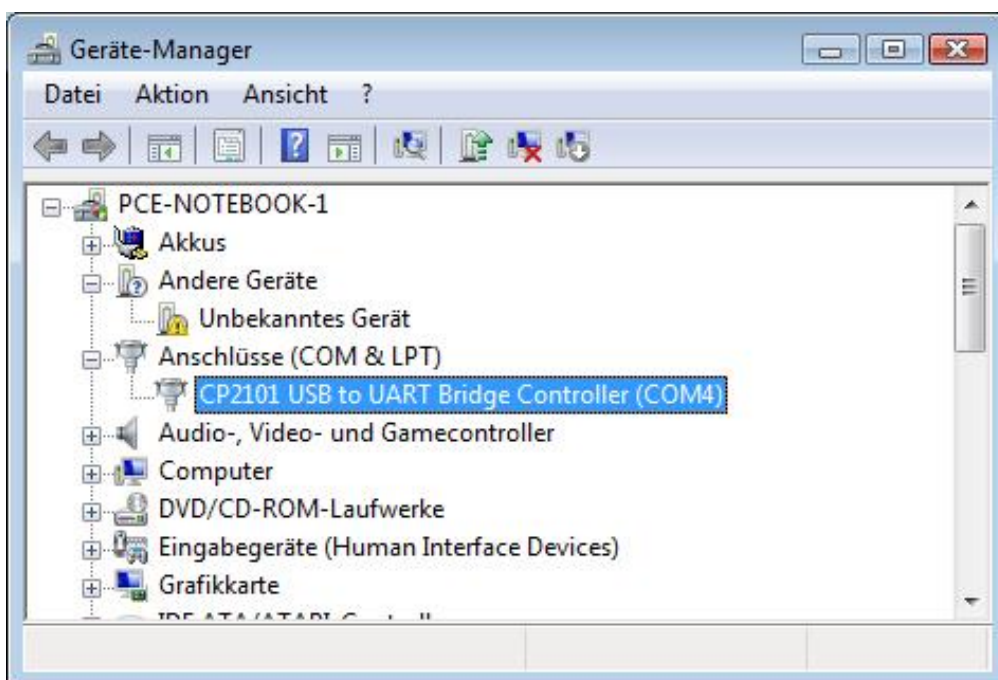 Geräte-Manager
Datei Aktion Ansicht ?
PCE-NOTEBOOK-1
Akkus
Andere Geräte
Unbekanntes Gerät
Anschlüsse (COM & LPT)
CP2101 USB to UART Bridge Controller (COM4)
Audio-, Video- und Gamecontroller
Computer
DVD/CD-ROM-Laufwerke
Eingabegeräte (Human Interface Devices)
Grafikkarte